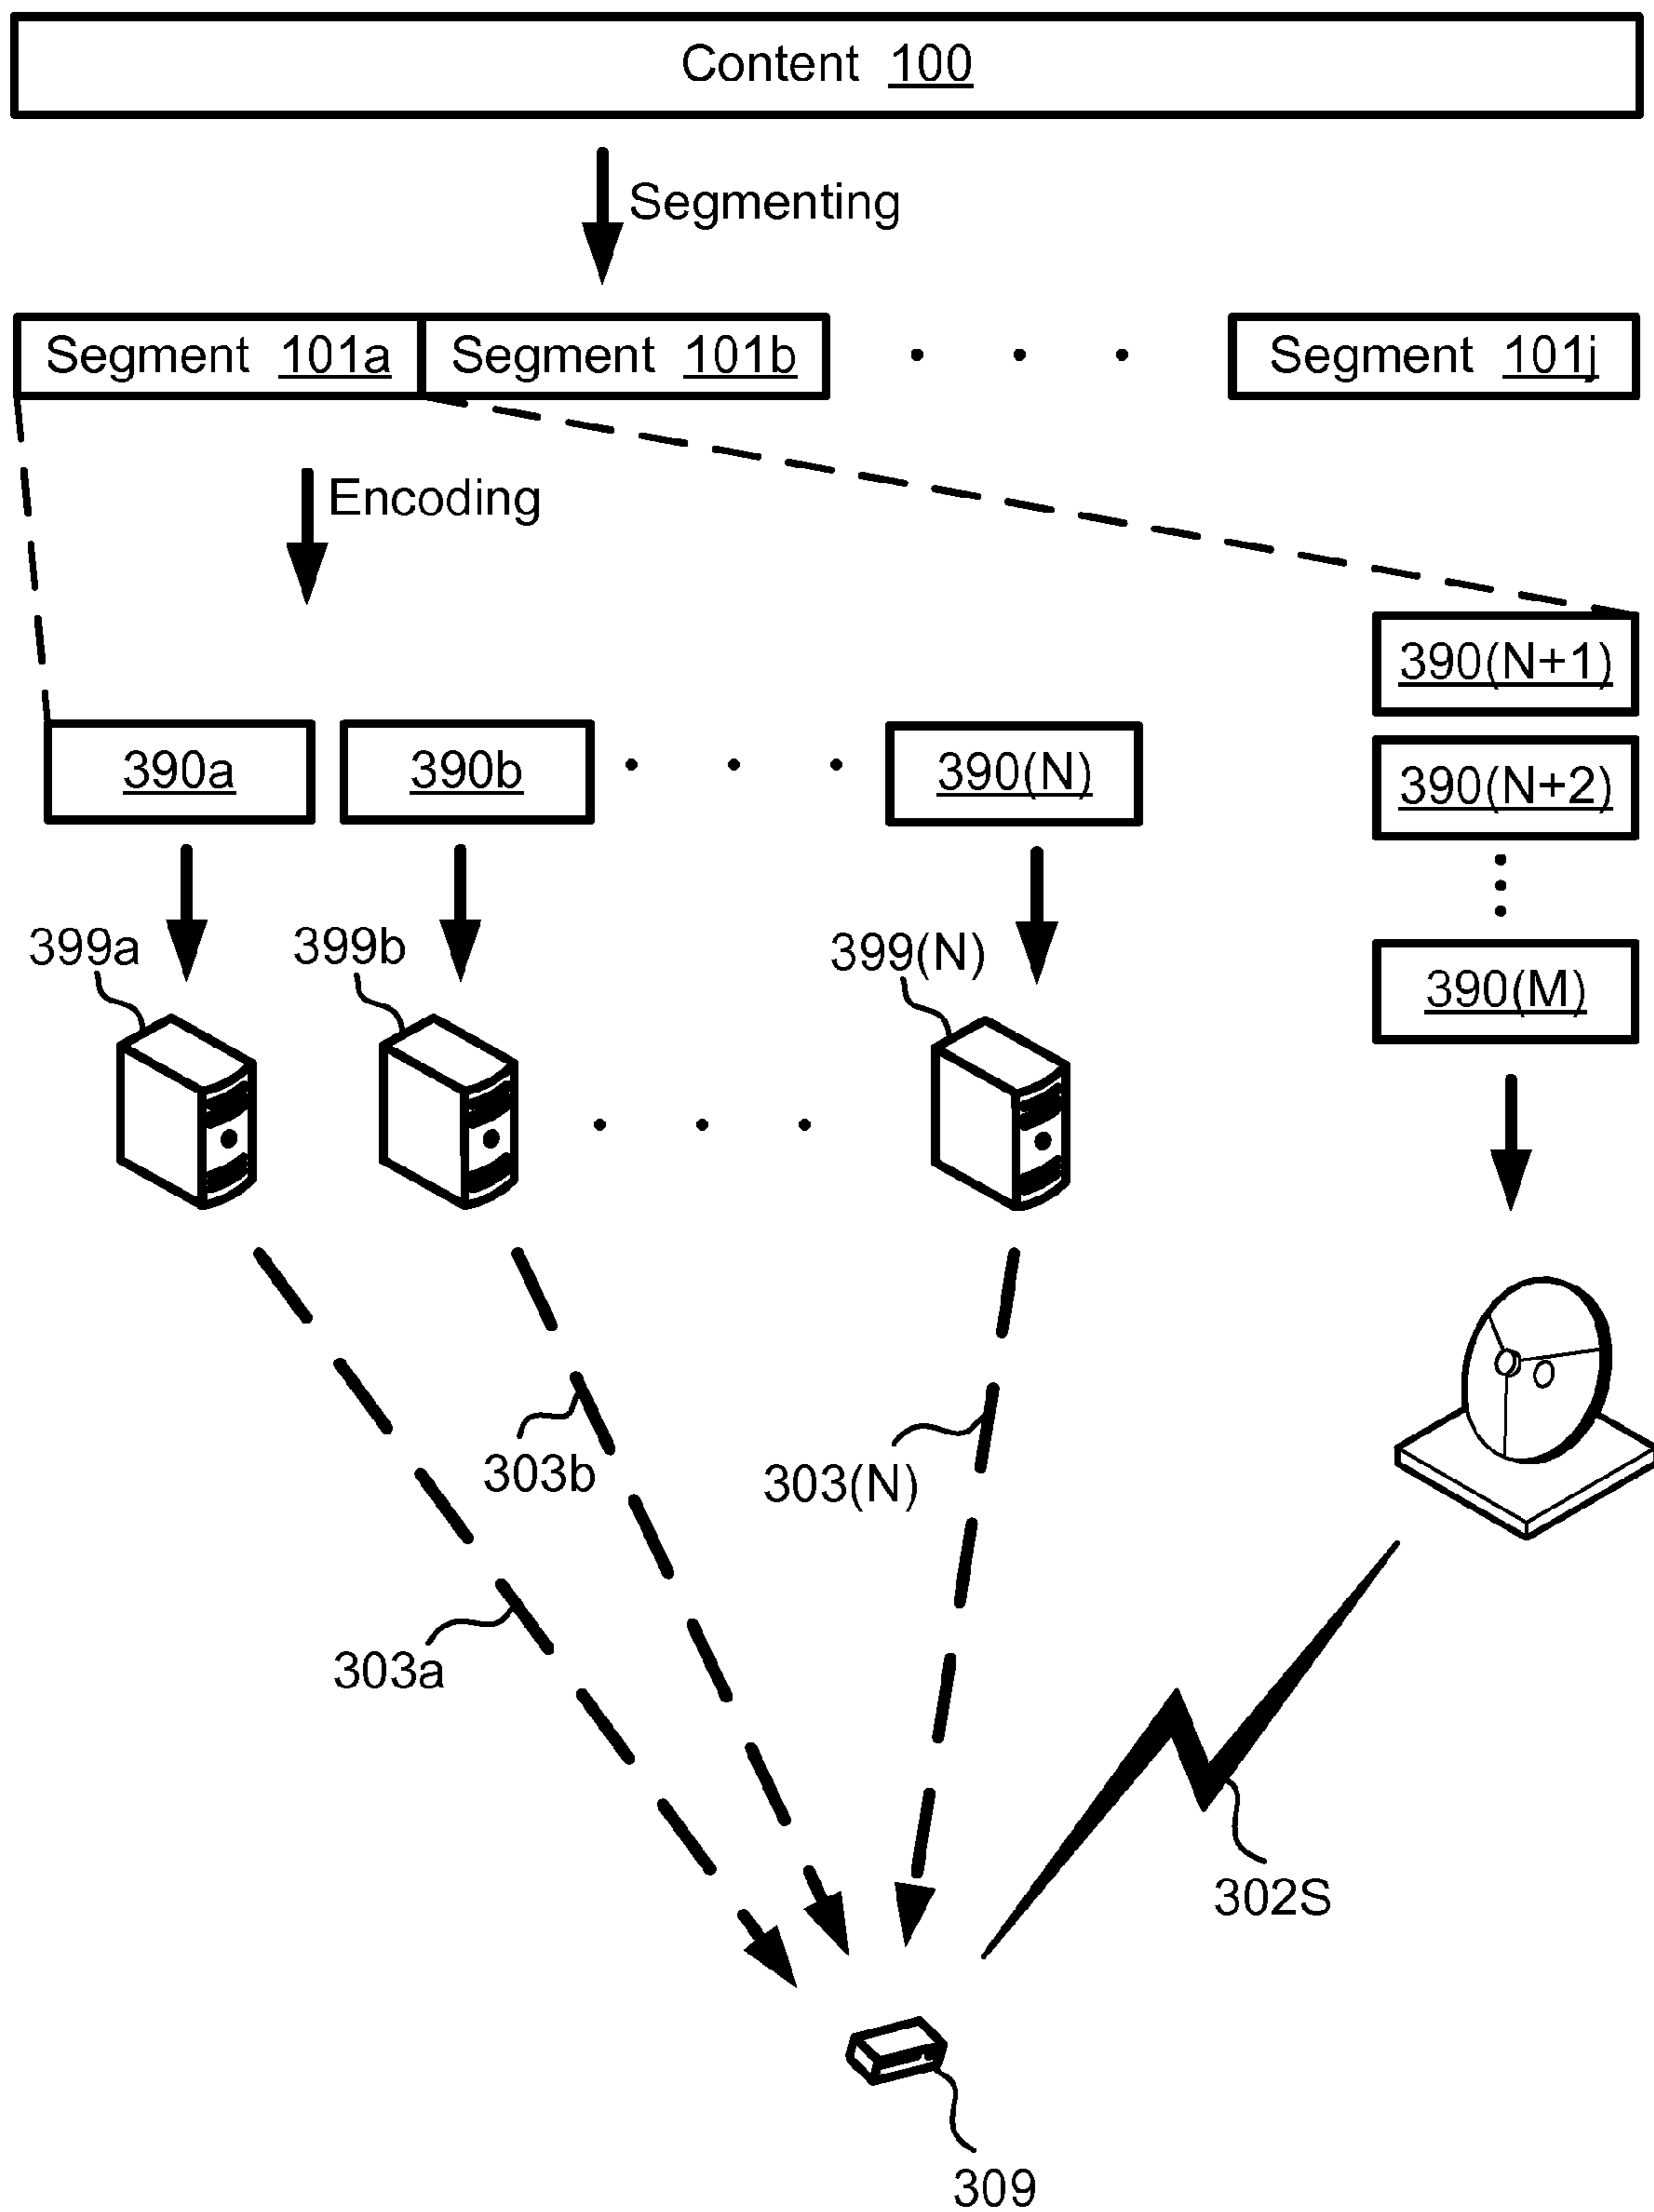 Content 100
Segmenting
Segment 101a Segment 101b Segment 101j
Encoding
390(N+1)
390a 390b 390(N) 390(N+2)
399a 399b 399(N)
390(M)
303b 303(N)
303a
302S
309